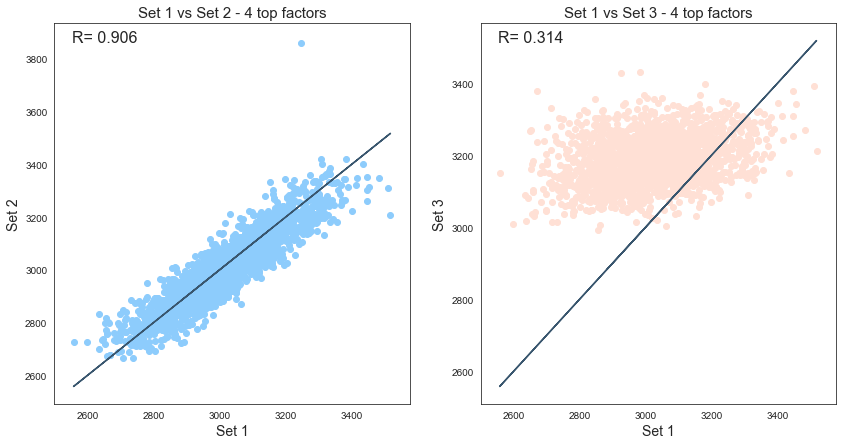 Set 1 vs Set 2 - 4 top factors
R= 0.906
3800
3600
3400
3200
3000
2800
2600
Set 2
2600 2800 3000 3200 3400
Set 1
Set 1 vs Set 3 - 4 top factors
R= 0.314
3400
3200
3000
2800
2600
Set 3
2600 2800 3000 3200 3400
Set 1